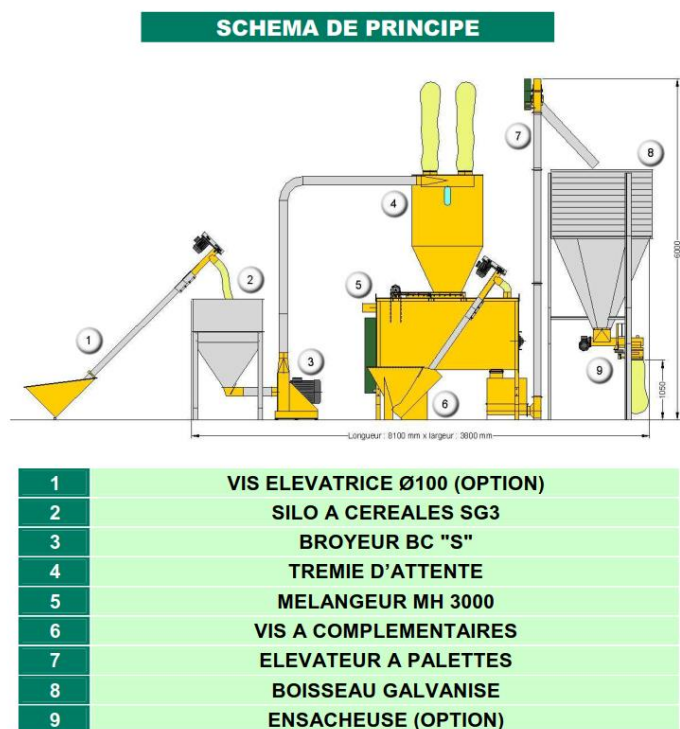 SCHEMA DE PRINCIPE
7
8
4
2
5
1
3
9
6
6000
1050
Longueur : 8100 mm x largeur : 3800 mm
1 VIS ELEVATRICE Ø100 (OPTION)
2 SILO A CEREALES SG3
3 BROYEUR BC "S"
4 TREMIE D'ATTENTE
5 MELANGEUR MH 3000
6 VIS A COMPLEMENTAIRES
7 ELEVATEUR A PALETTES
8 BOISSEAU GALVANISE
9 ENSACHEUSE (OPTION)